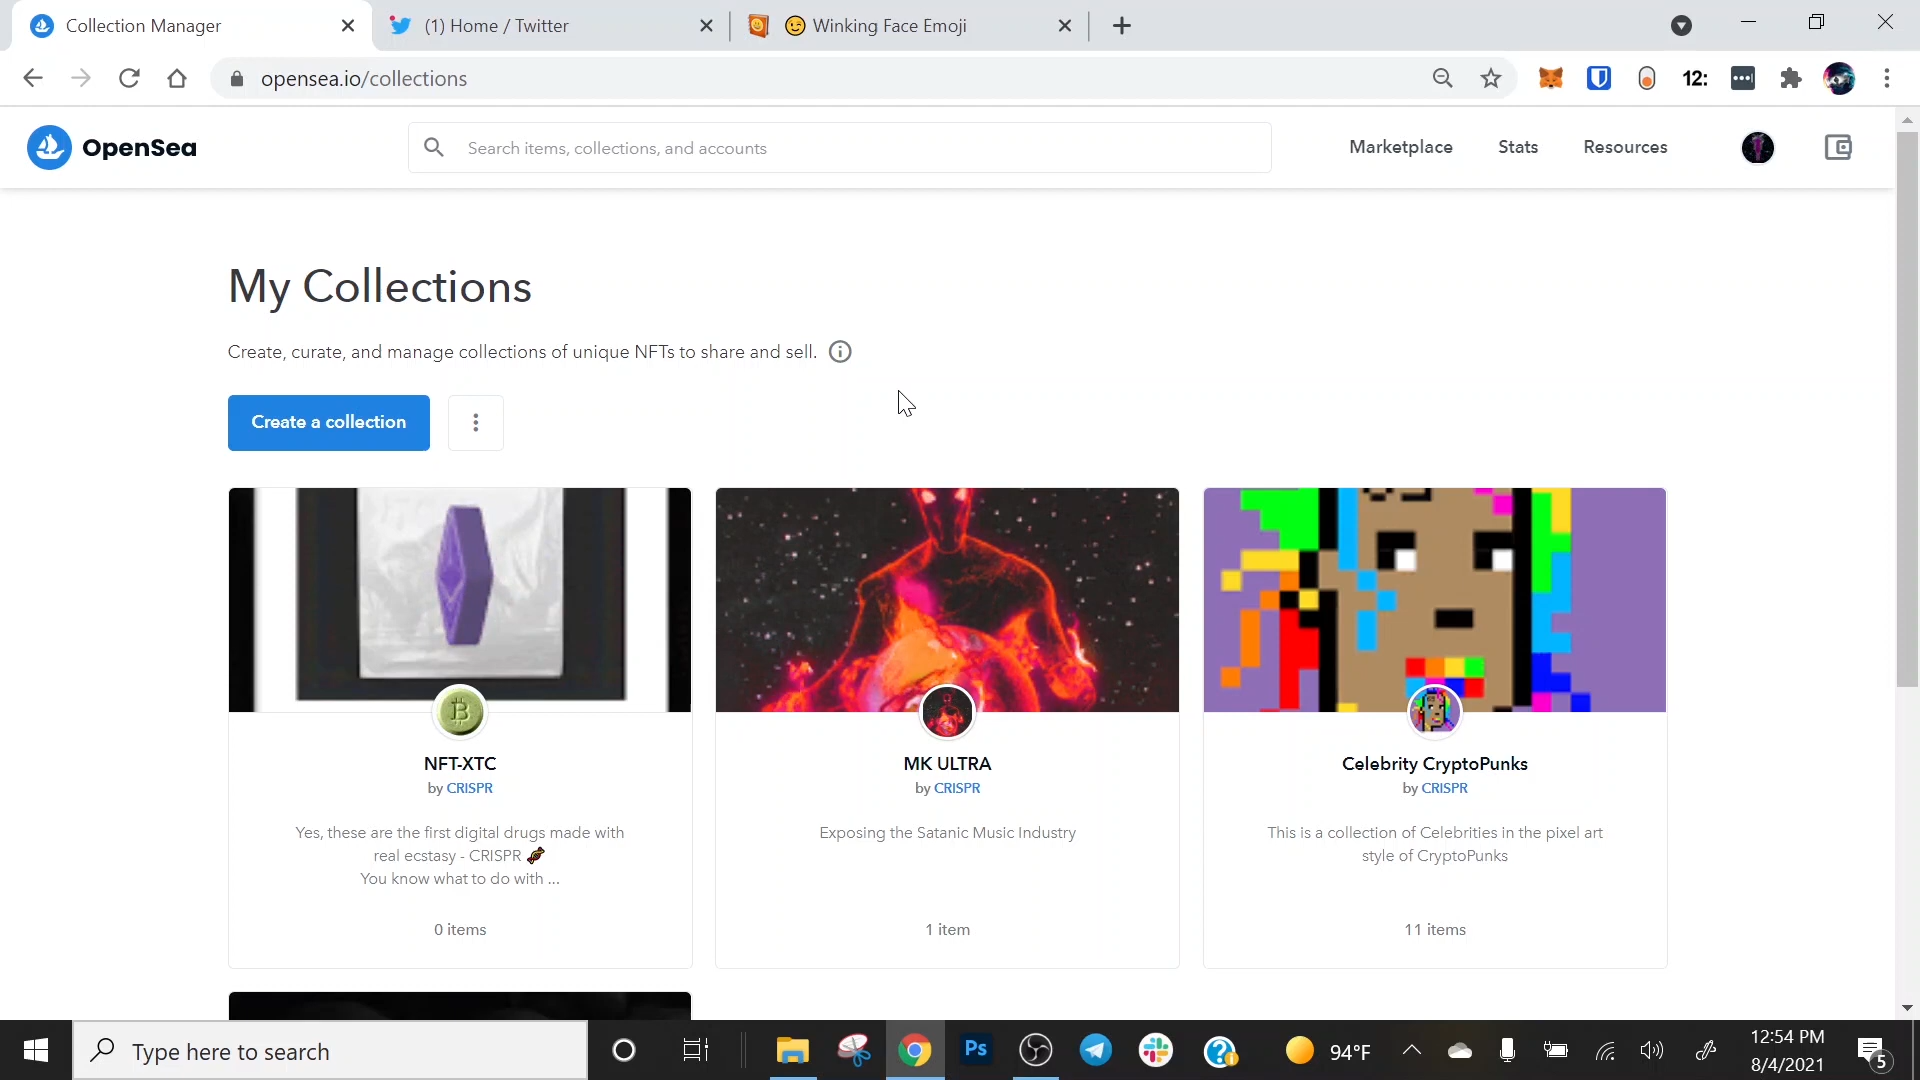 Collection Manager
(1) Home / Twitter
😉 Winking Face Emoji
opensea.io/collections
12:
OpenSea
Search items, collections, and accounts
Marketplace
Stats
Resources
My Collections
Create, curate, and manage collections of unique NFTs to share and sell.
Create a collection
NFT-XTC
by CRISPR
Yes, these are the first digital drugs made with
real ecstasy - CRISPR 🧬
You know what to do with ...
0 items
MK ULTRA
by CRISPR
Exposing the Satanic Music Industry
1 item
Celebrity CryptoPunks
by CRISPR
This is a collection of Celebrities in the pixel art
style of CryptoPunks
11 items
Type here to search
Ps
94°F
12:54 PM
8/4/2021
5